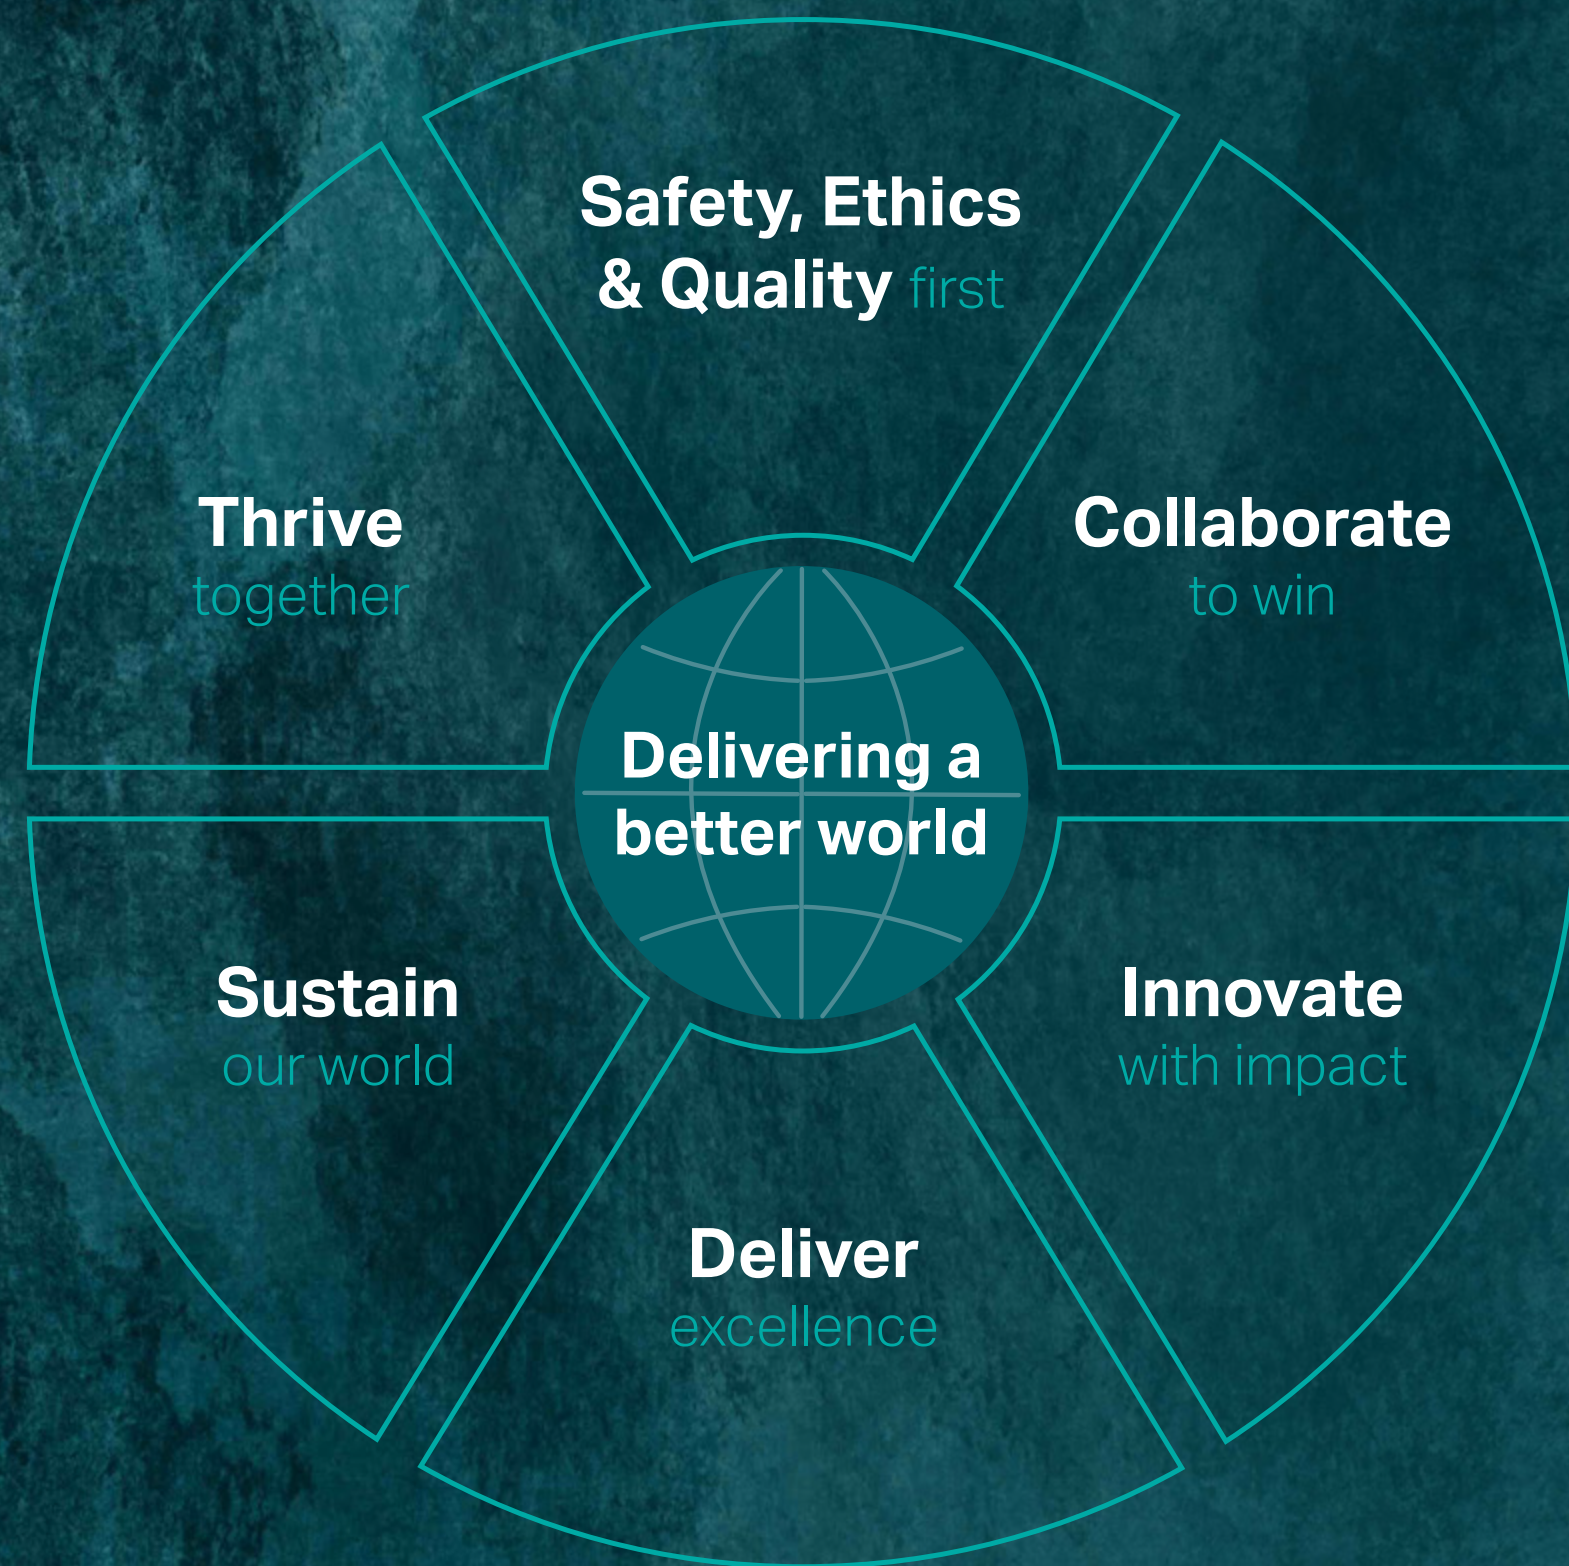 Safety, Ethics
& Quality first
Collaborate
to win
Innovate
with impact
Deliver
excellence
Sustain
our world
Thrive
together
Delivering a
better world